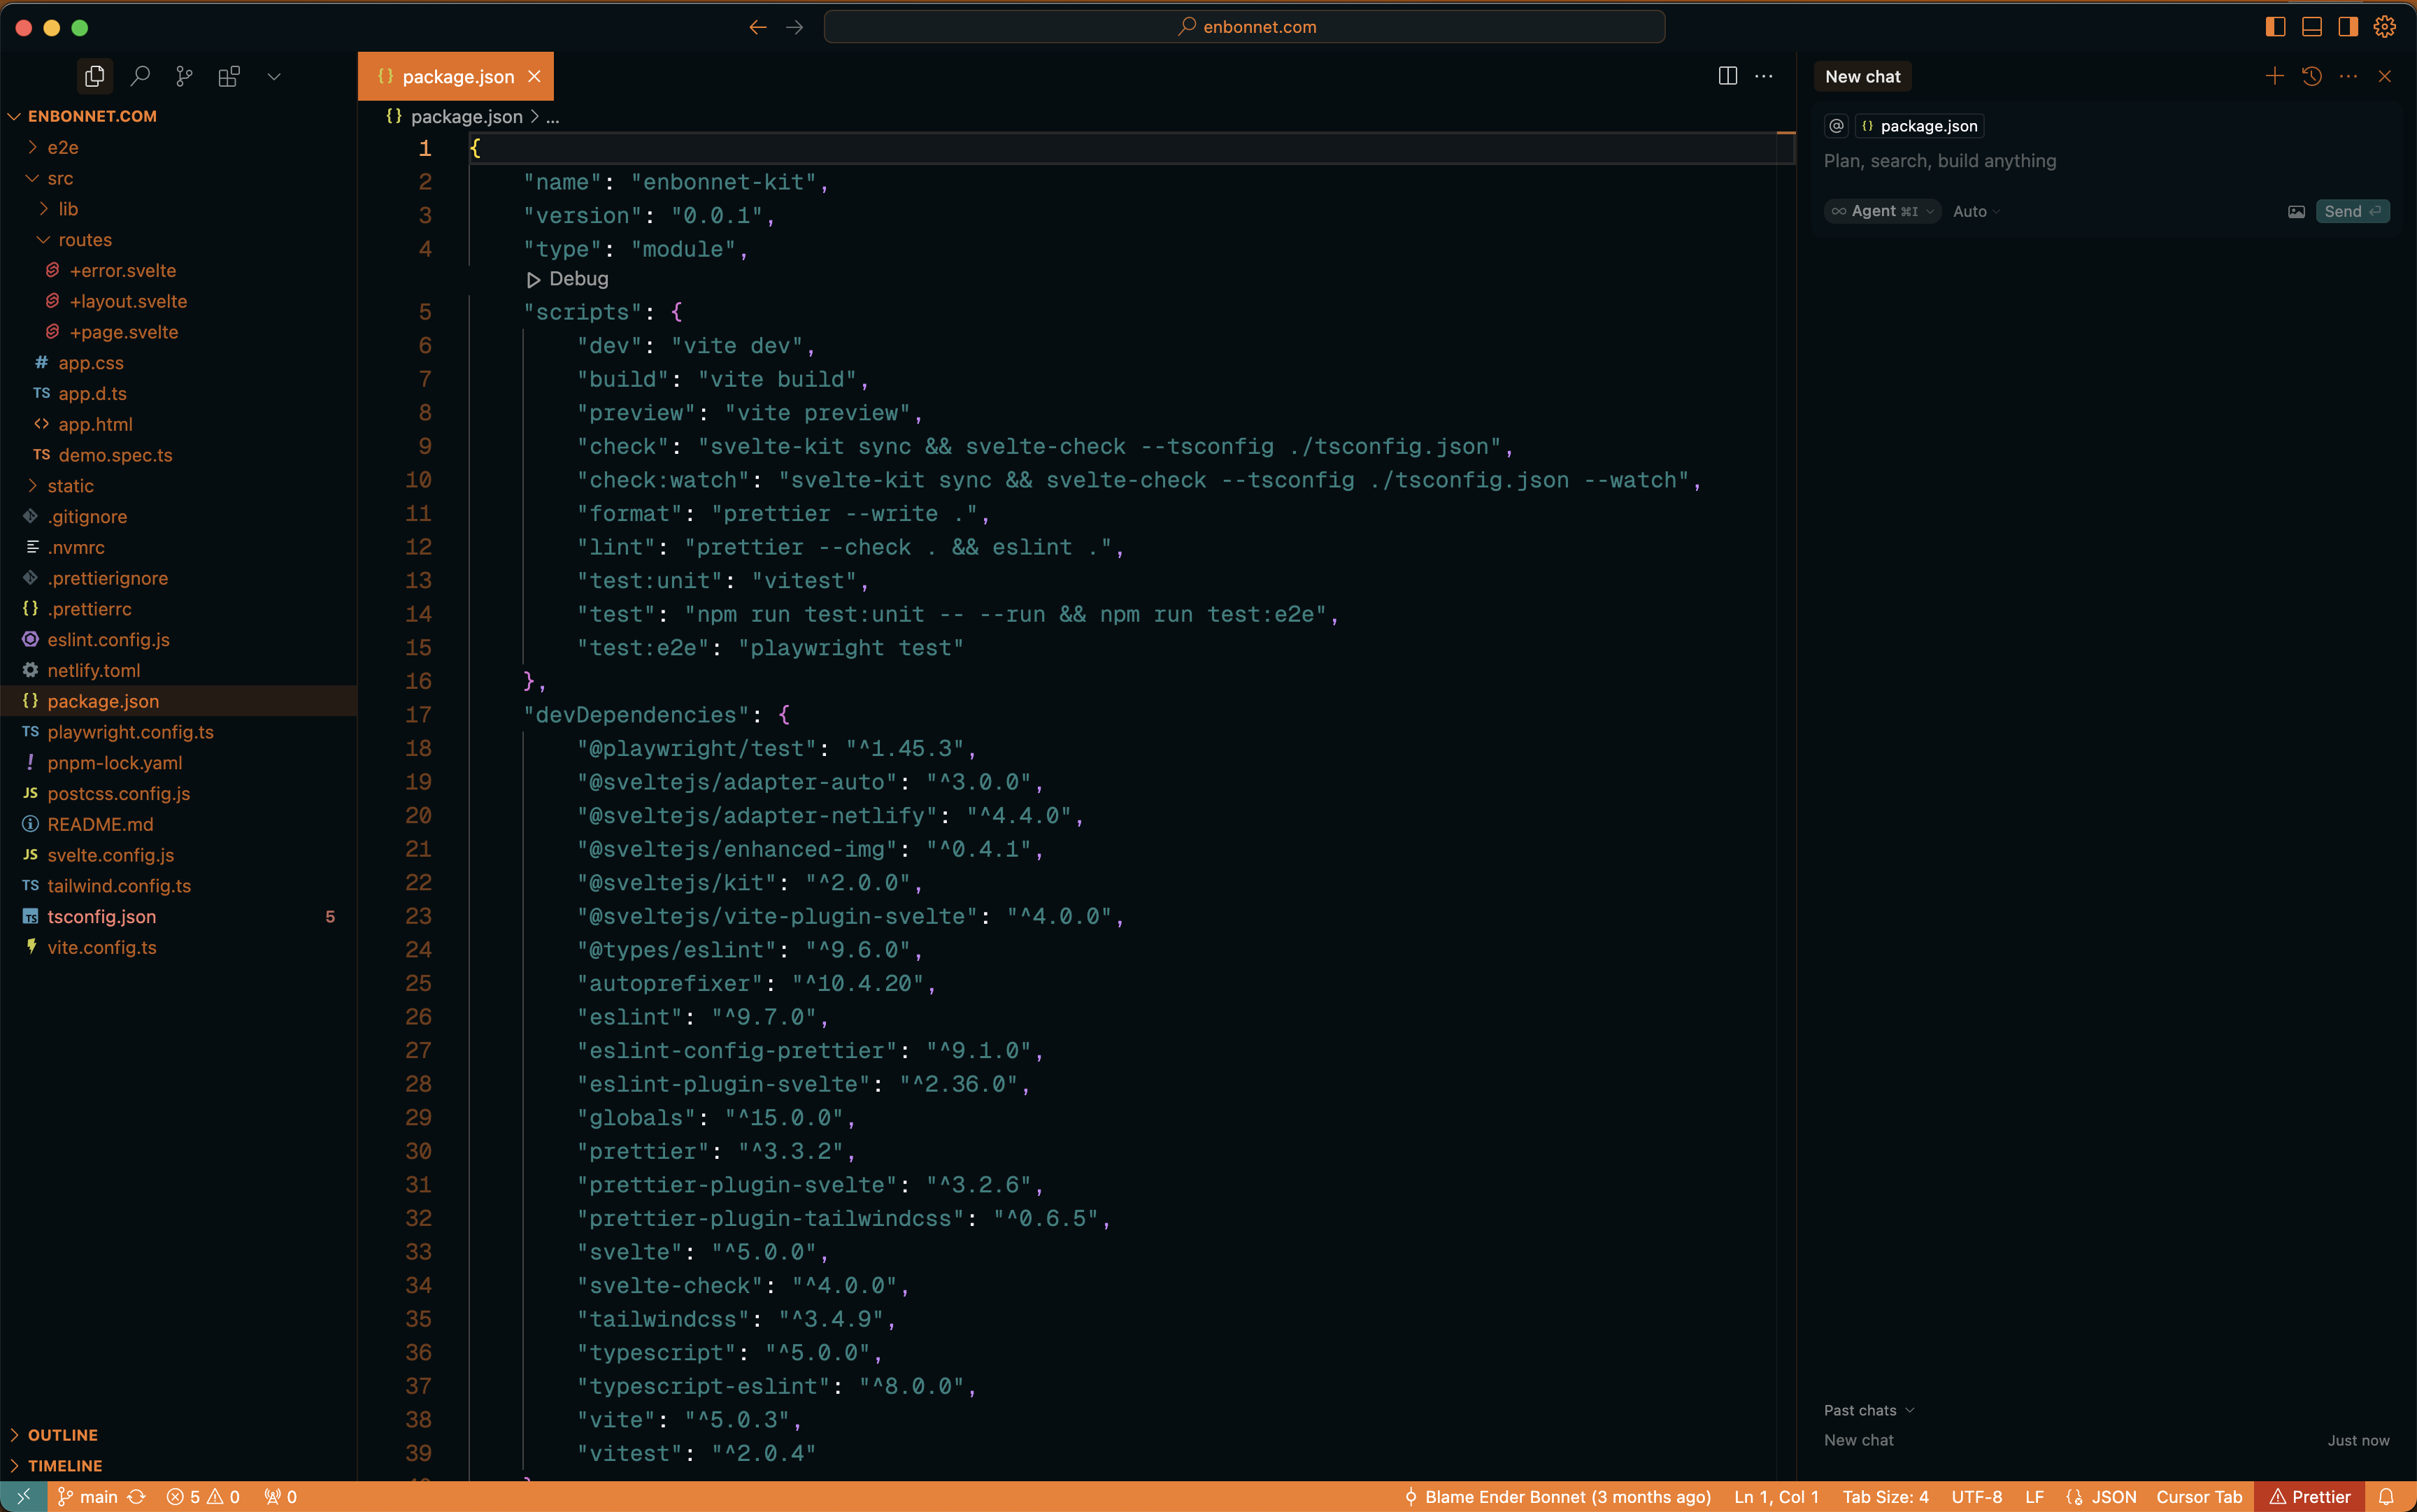 enbonnet.com
ENBONNET.COM
e2e
src
lib
routes
+error.svelte
+layout.svelte
+page.svelte
# app.css
TS app.d.ts
<> app.html
TS demo.spec.ts
static
.gitignore
.nvmrc
.prettierignore
{} .prettierrc
eslint.config.js
netlify.toml
{} package.json
TS playwright.config.ts
! pnpm-lock.yaml
JS postcss.config.js
README.md
JS svelte.config.js
TS tailwind.config.ts
TS tsconfig.json 5
vite.config.ts
OUTLINE
TIMELINE
{} package.json
{} package.json > ...
1 {
2 "name": "enbonnet-kit",
3 "version": "0.0.1",
4 "type": "module",
Debug
5 "scripts": {
6 "dev": "vite dev",
7 "build": "vite build",
8 "preview": "vite preview",
9 "check": "svelte-kit sync && svelte-check --tsconfig ./tsconfig.json",
10 "check:watch": "svelte-kit sync && svelte-check --tsconfig ./tsconfig.json --watch",
11 "format": "prettier --write .",
12 "lint": "prettier --check . && eslint .",
13 "test:unit": "vitest",
14 "test": "npm run test:unit -- --run && npm run test:e2e",
15 "test:e2e": "playwright test"
16 },
17 "devDependencies": {
18 "@playwright/test": "^1.45.3",
19 "@sveltejs/adapter-auto": "^3.0.0",
20 "@sveltejs/adapter-netlify": "^4.4.0",
21 "@sveltejs/enhanced-img": "^0.4.1",
22 "@sveltejs/kit": "^2.0.0",
23 "@sveltejs/vite-plugin-svelte": "^4.0.0",
24 "@types/eslint": "^9.6.0",
25 "autoprefixer": "^10.4.20",
26 "eslint": "^9.7.0",
27 "eslint-config-prettier": "^9.1.0",
28 "eslint-plugin-svelte": "^2.36.0",
29 "globals": "^15.0.0",
30 "prettier": "^3.3.2",
31 "prettier-plugin-svelte": "^3.2.6",
32 "prettier-plugin-tailwindcss": "^0.6.5",
33 "svelte": "^5.0.0",
34 "svelte-check": "^4.0.0",
35 "tailwindcss": "^3.4.9",
36 "typescript": "^5.0.0",
37 "typescript-eslint": "^8.0.0",
38 "vite": "^5.0.3",
39 "vitest": "^2.0.4"
New chat
@ {} package.json
Plan, search, build anything
∞ Agent ⌘I Auto
Send
Past chats
New chat Just now
main 5 0 0
Blame Ender Bonnet (3 months ago) Ln 1, Col 1 Tab Size: 4 UTF-8 LF JSON Cursor Tab Prettier